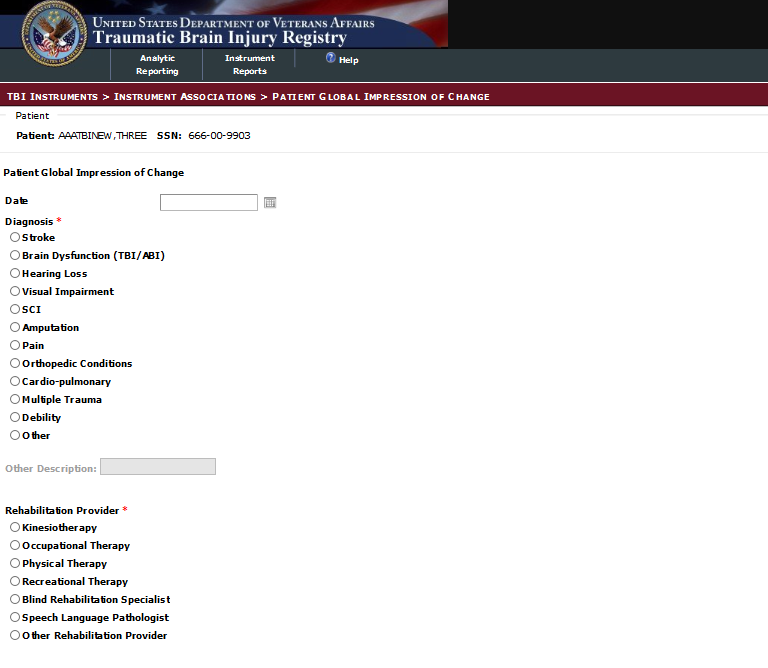 UNITED STATES DEPARTMENT OF VETERANS AFFAIRS
Traumatic Brain Injury Registry
Analytic Reporting
Instrument Reports
Help
TBI INSTRUMENTS > INSTRUMENT ASSOCIATIONS > PATIENT GLOBAL IMPRESSION OF CHANGE
Patient
Patient: AAATBINEW,THREE SSN: 666-00-9903
Patient Global Impression of Change
Date
Diagnosis *
Stroke
Brain Dysfunction (TBI/ABI)
Hearing Loss
Visual Impairment
SCI
Amputation
Pain
Orthopedic Conditions
Cardio-pulmonary
Multiple Trauma
Debility
Other
Other Description:
Rehabilitation Provider *
Kinesiotherapy
Occupational Therapy
Physical Therapy
Recreational Therapy
Blind Rehabilitation Specialist
Speech Language Pathologist
Other Rehabilitation Provider